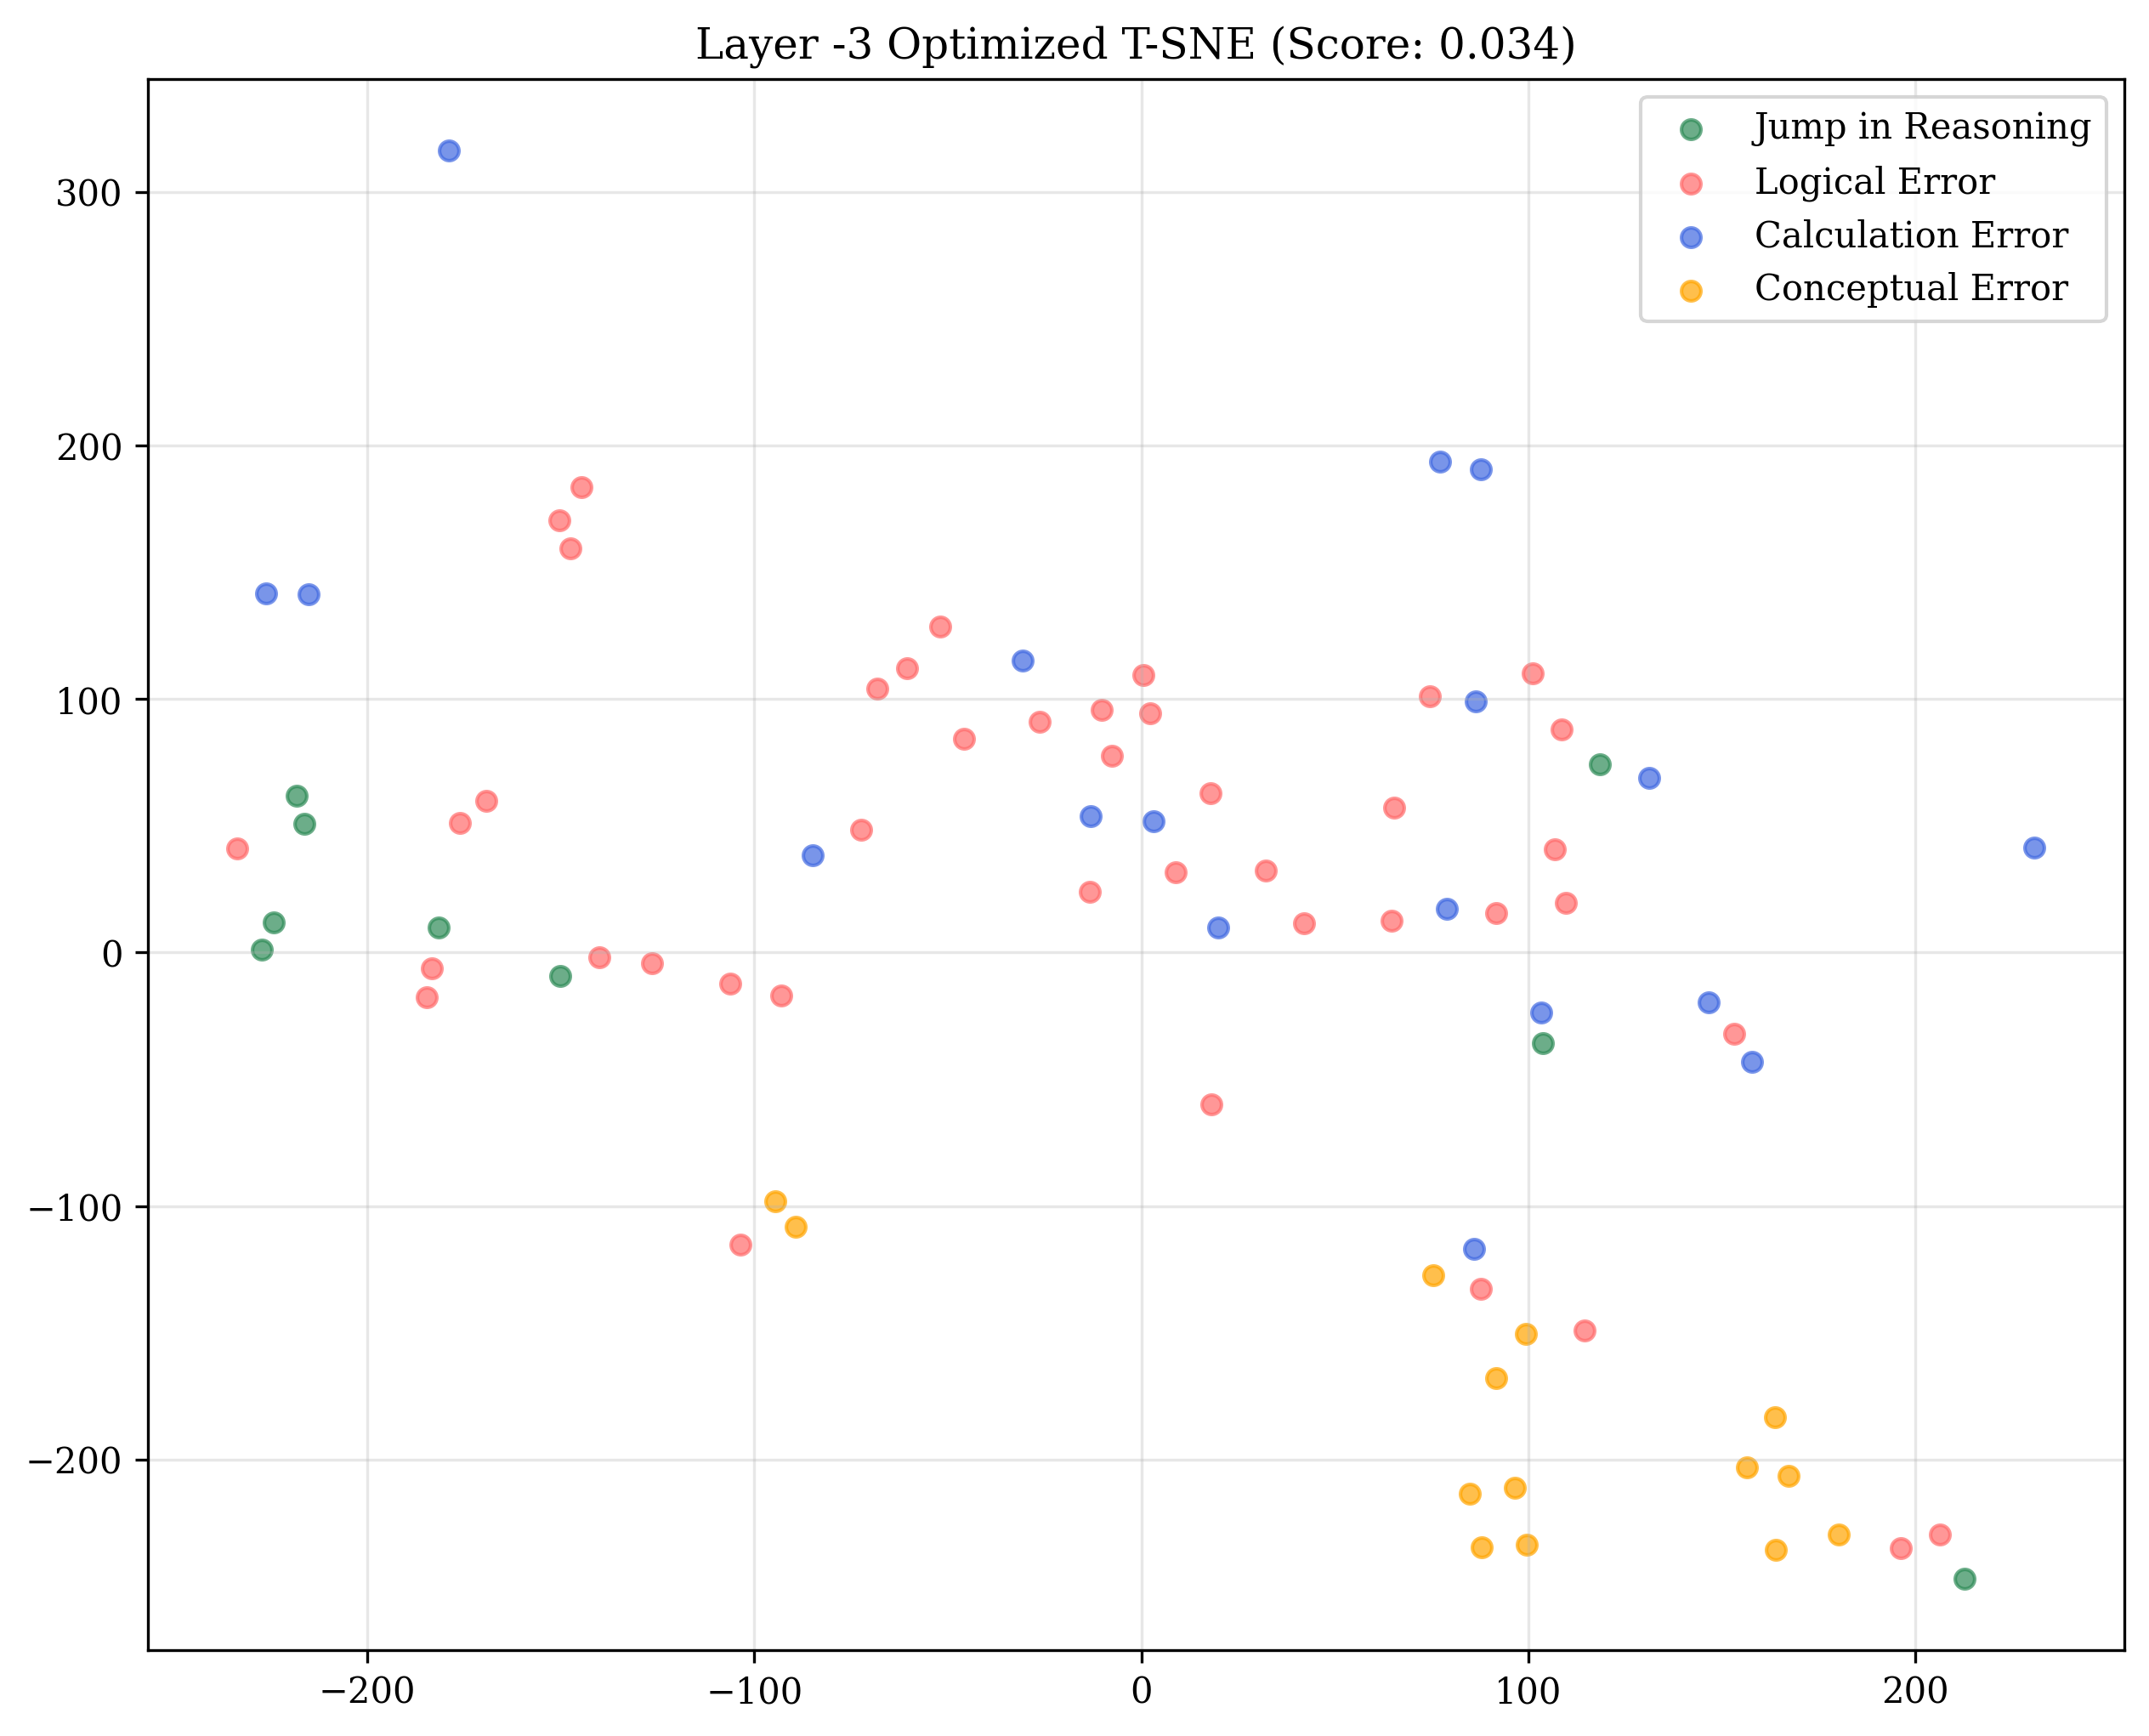 Layer -3 Optimized T-SNE (Score: 0.034)
Jump in Reasoning
Logical Error
Calculation Error
Conceptual Error
300
200
100
0
−100
−200
−200
−100
0
100
200